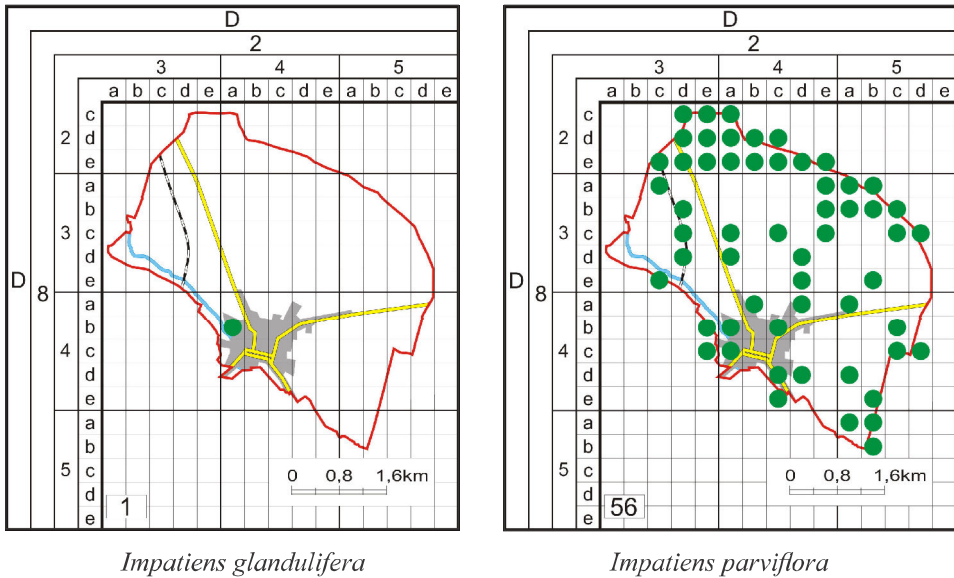 D D
2 2
3 4 5 3 4 5
a b c d e a b c d e a b c d e a b c d e a b c d e a b c d e
c c
2 d 2 d
e e
a a
b b
3 c 3 c
d d
D 8 e D 8 e
a a
b b
4 c 4 c
d d
e e
a a
b b
5 c 0 0,8 1,6km 5 c 0 0,8 1,6km
d d
1 56
e e
Impatiens glandulifera Impatiens parviflora